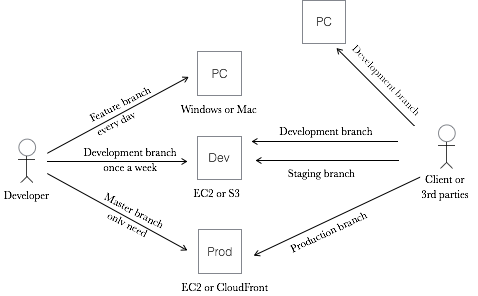 PC
Development branch
PC
Windows or Mac
Feature branch
every day
Development branch
once a week
Dev
EC2 or S3
Development branch
Staging branch
Developer
Client or
3rd parties
Master branch
only need
Prod
EC2 or CloudFront
Production branch